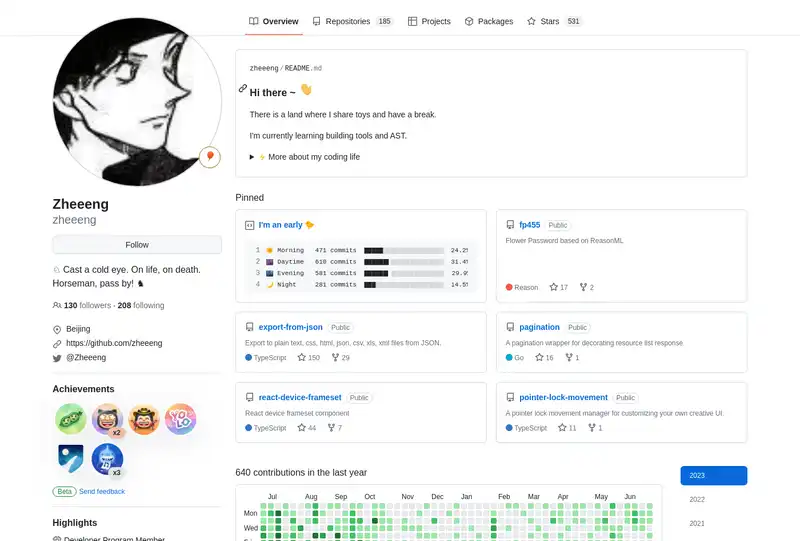 Overview Repositories 185 Projects Packages Stars 531
zheeeng/README.md
Hi there ~ 👋
There is a land where I share toys and have a break.
I'm currently learning building tools and AST.
▶ ⚡ More about my coding life
Zheeeng
zheeeng
Follow
♘ Cast a cold eye. On life, on death.
Horseman, pass by! ♞
130 followers · 208 following
Beijing
https://github.com/zheeeng
@Zheeeng
Achievements
x2
YOLO
x3
Beta Send feedback
Highlights
Developer Program Member
Pinned
I'm an early 🐤
1 🌞 Morning 471 commits 24.2%
2 🌆 Daytime 610 commits 31.4%
3 🌃 Evening 581 commits 29.9%
4 🌙 Night 281 commits 14.5%
fp455 Public
Flower Password based on ReasonML
Reason 17 2
export-from-json Public
Export to plain text, css, html, json, csv, xls, xml files from JSON.
TypeScript 150 29
pagination Public
A pagination wrapper for decorating resource list response
Go 16 1
react-device-frameset Public
React device frameset component
TypeScript 44 7
pointer-lock-movement Public
A pointer lock movement manager for customizing your own creative UI.
TypeScript 11 1
640 contributions in the last year
Jul Aug Sep Oct Nov Dec Jan Feb Mar Apr May Jun
Mon
Wed
2023
2022
2021